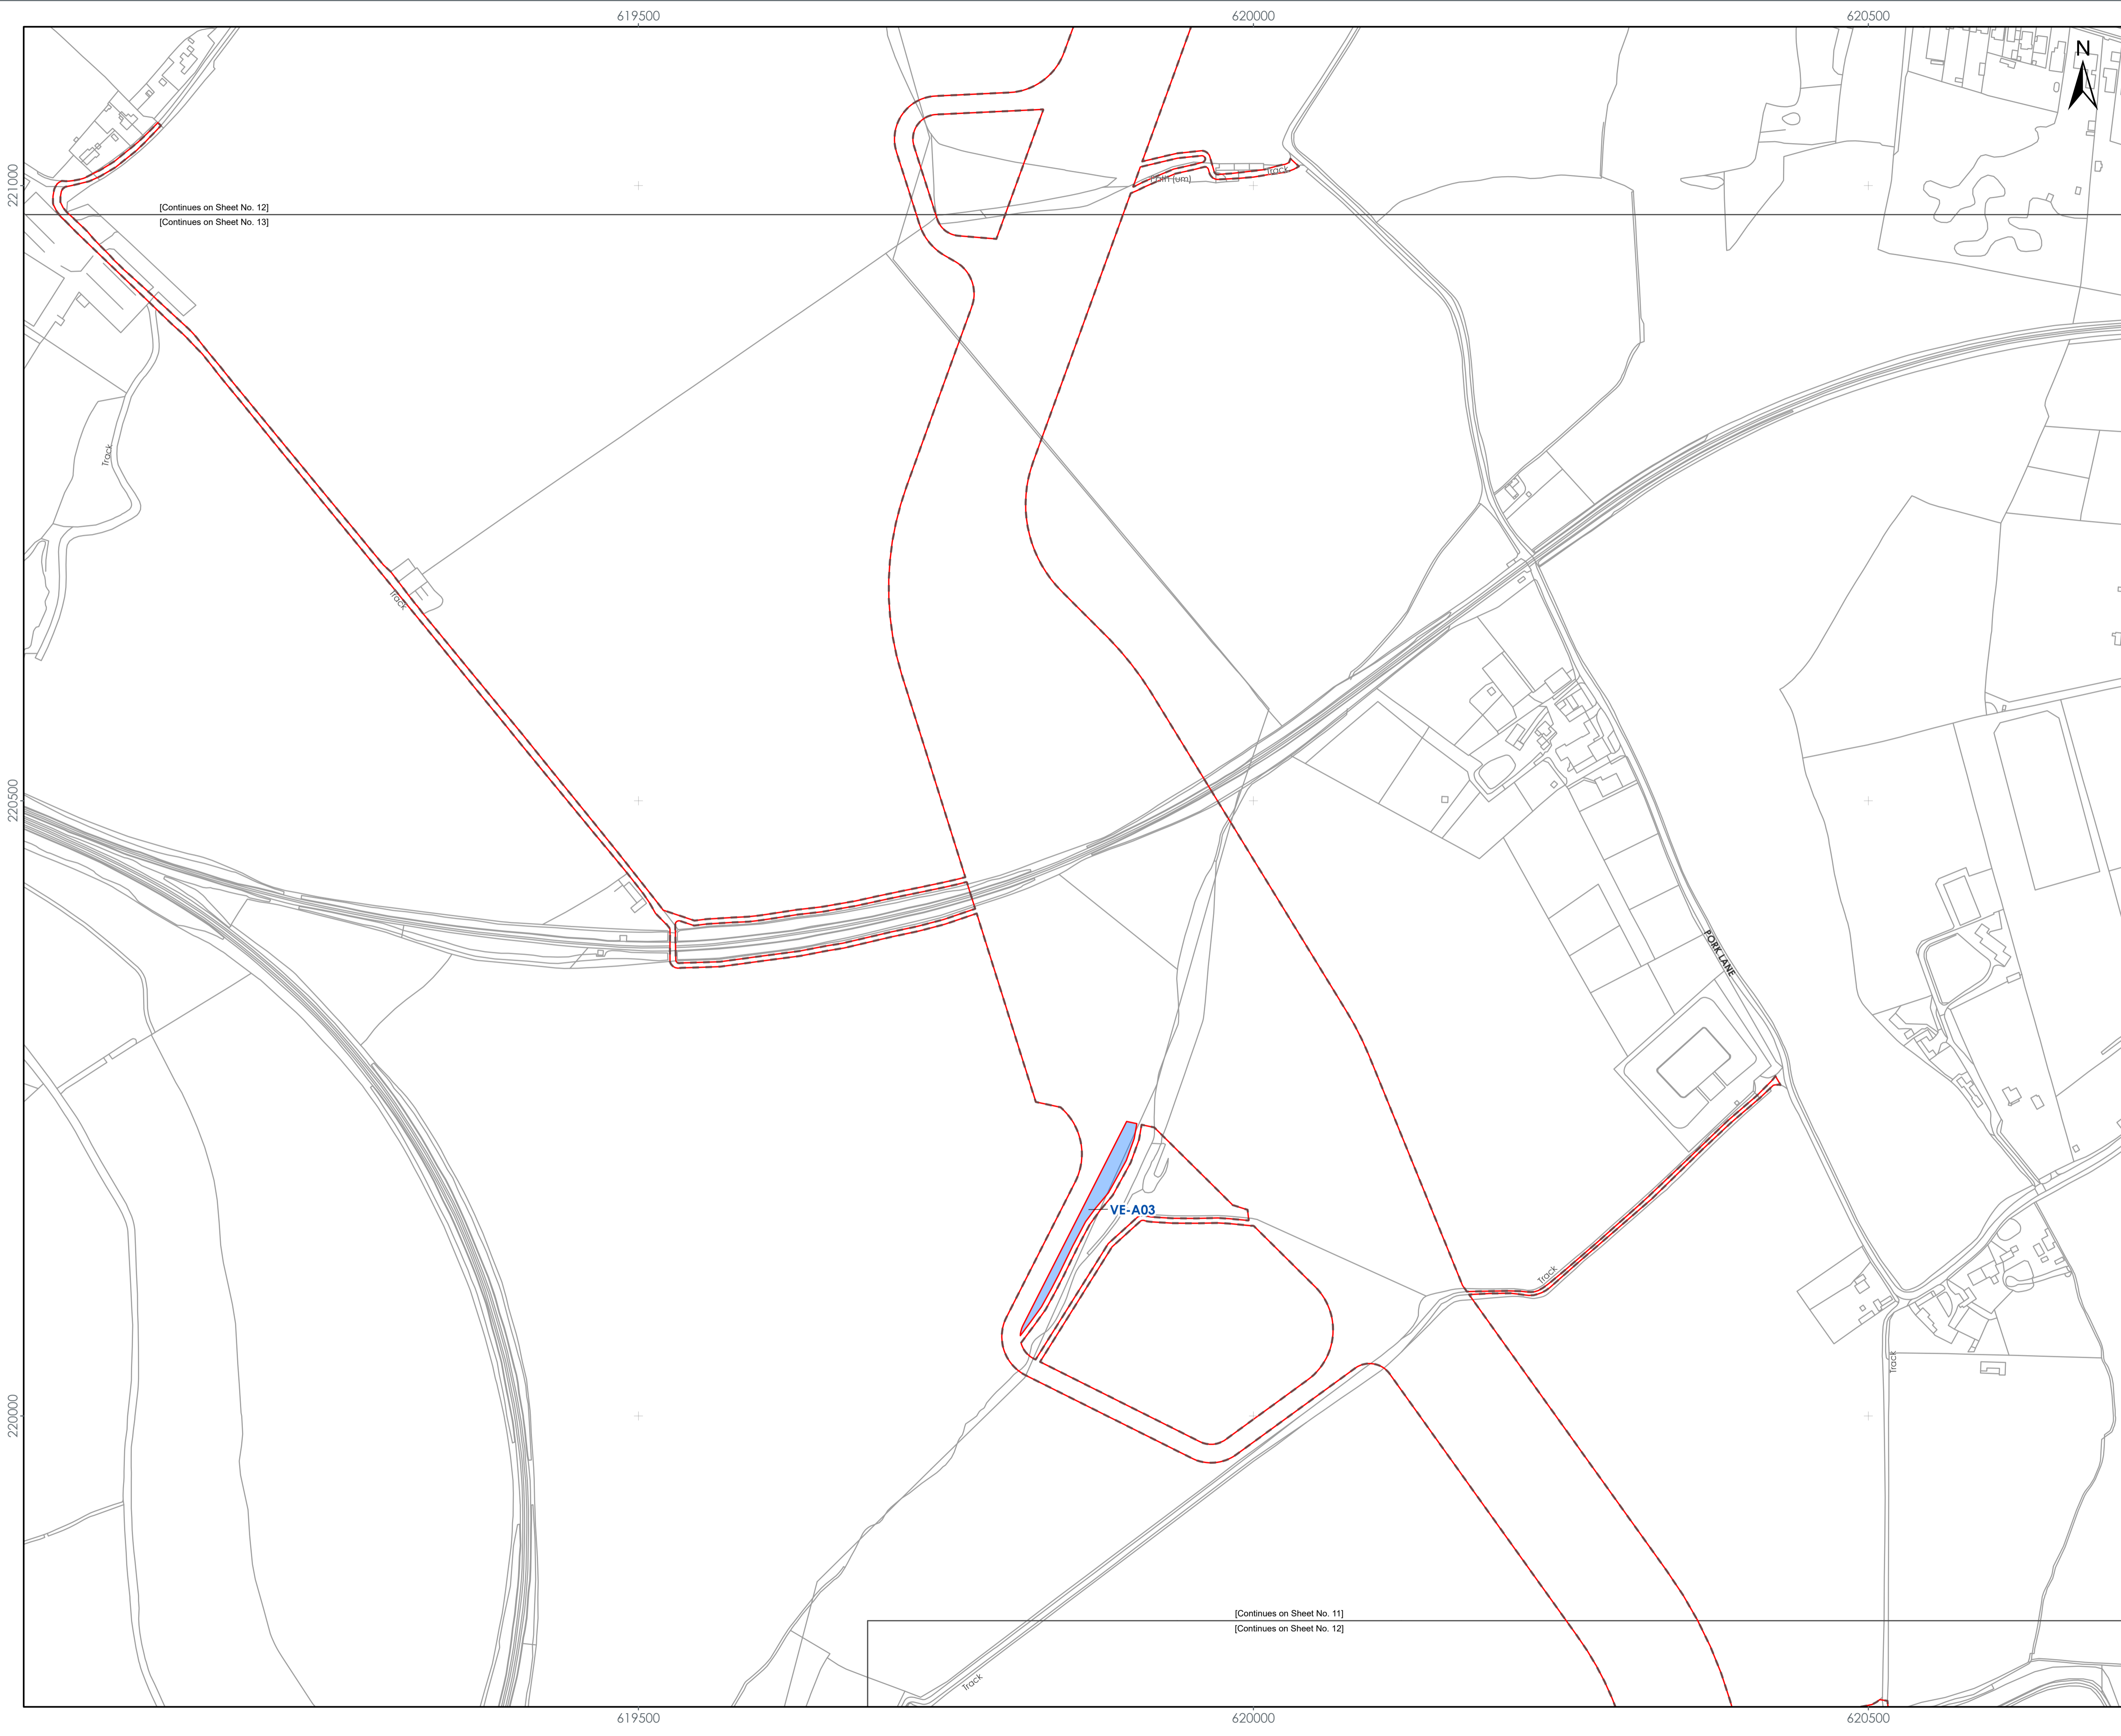 619500
620000
620500
N
221000
Track
[Continues on Sheet No. 12]
[Continues on Sheet No. 13]
Track
Track
220500
PORK LANE
VE-A03
Track
Track
220000
[Continues on Sheet No. 11]
[Continues on Sheet No. 12]
Track
619500
620000
620500